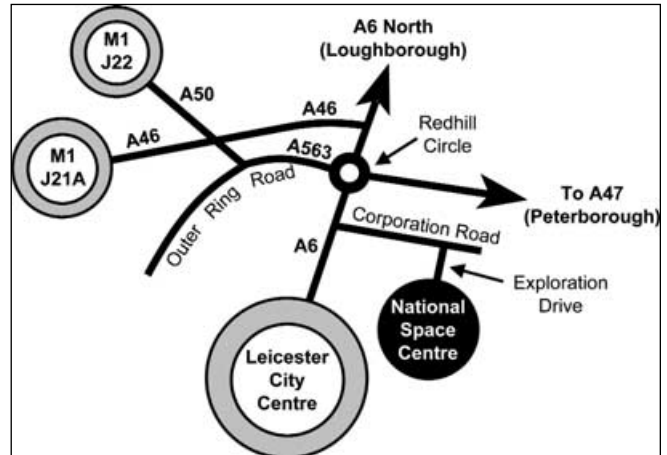 M1
J22
A6 North
(Loughborough)
A50
A46
A46
Redhill
Circle
M1
J21A
A563
Outer Ring Road
To A47
(Peterborough)
Corporation Road
A6
Exploration
Drive
National
Space
Centre
Leicester
City
Centre